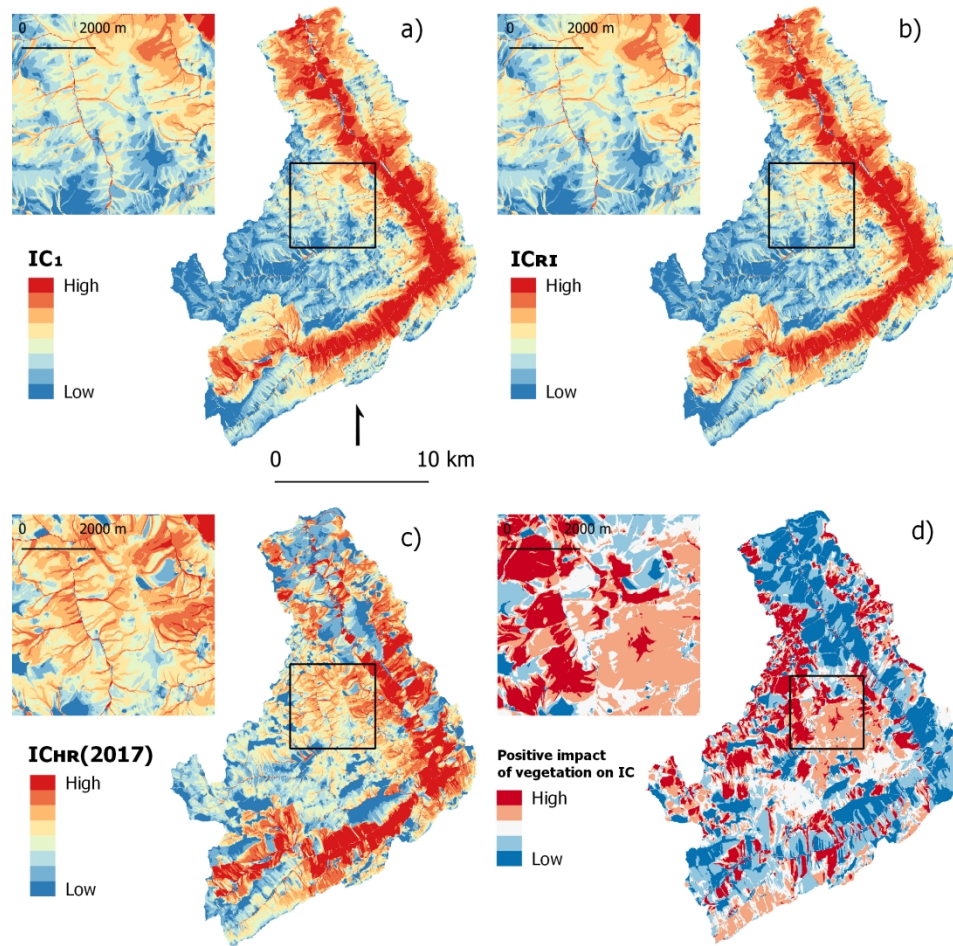 0 2000 m
a)
IC₁
High
Low
0 2000 m
b)
ICRI
High
Low
0 10 km
0 2000 m
c)
ICHR(2017)
High
Low
0 2000 m
d)
Positive impact
of vegetation on IC
High
Low